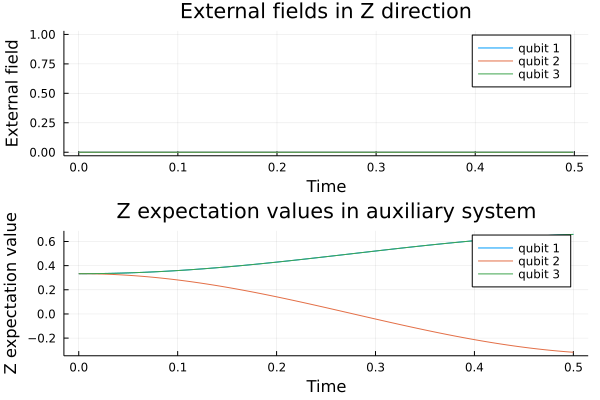 External fields in Z direction
External field
1.00
0.75
0.50
0.25
0.00
qubit 1
qubit 2
qubit 3
0.0 0.1 0.2 0.3 0.4 0.5
Time
Z expectation values in auxiliary system
Z expectation value
0.6
0.4
0.2
0.0
−0.2
qubit 1
qubit 2
qubit 3
0.0 0.1 0.2 0.3 0.4 0.5
Time